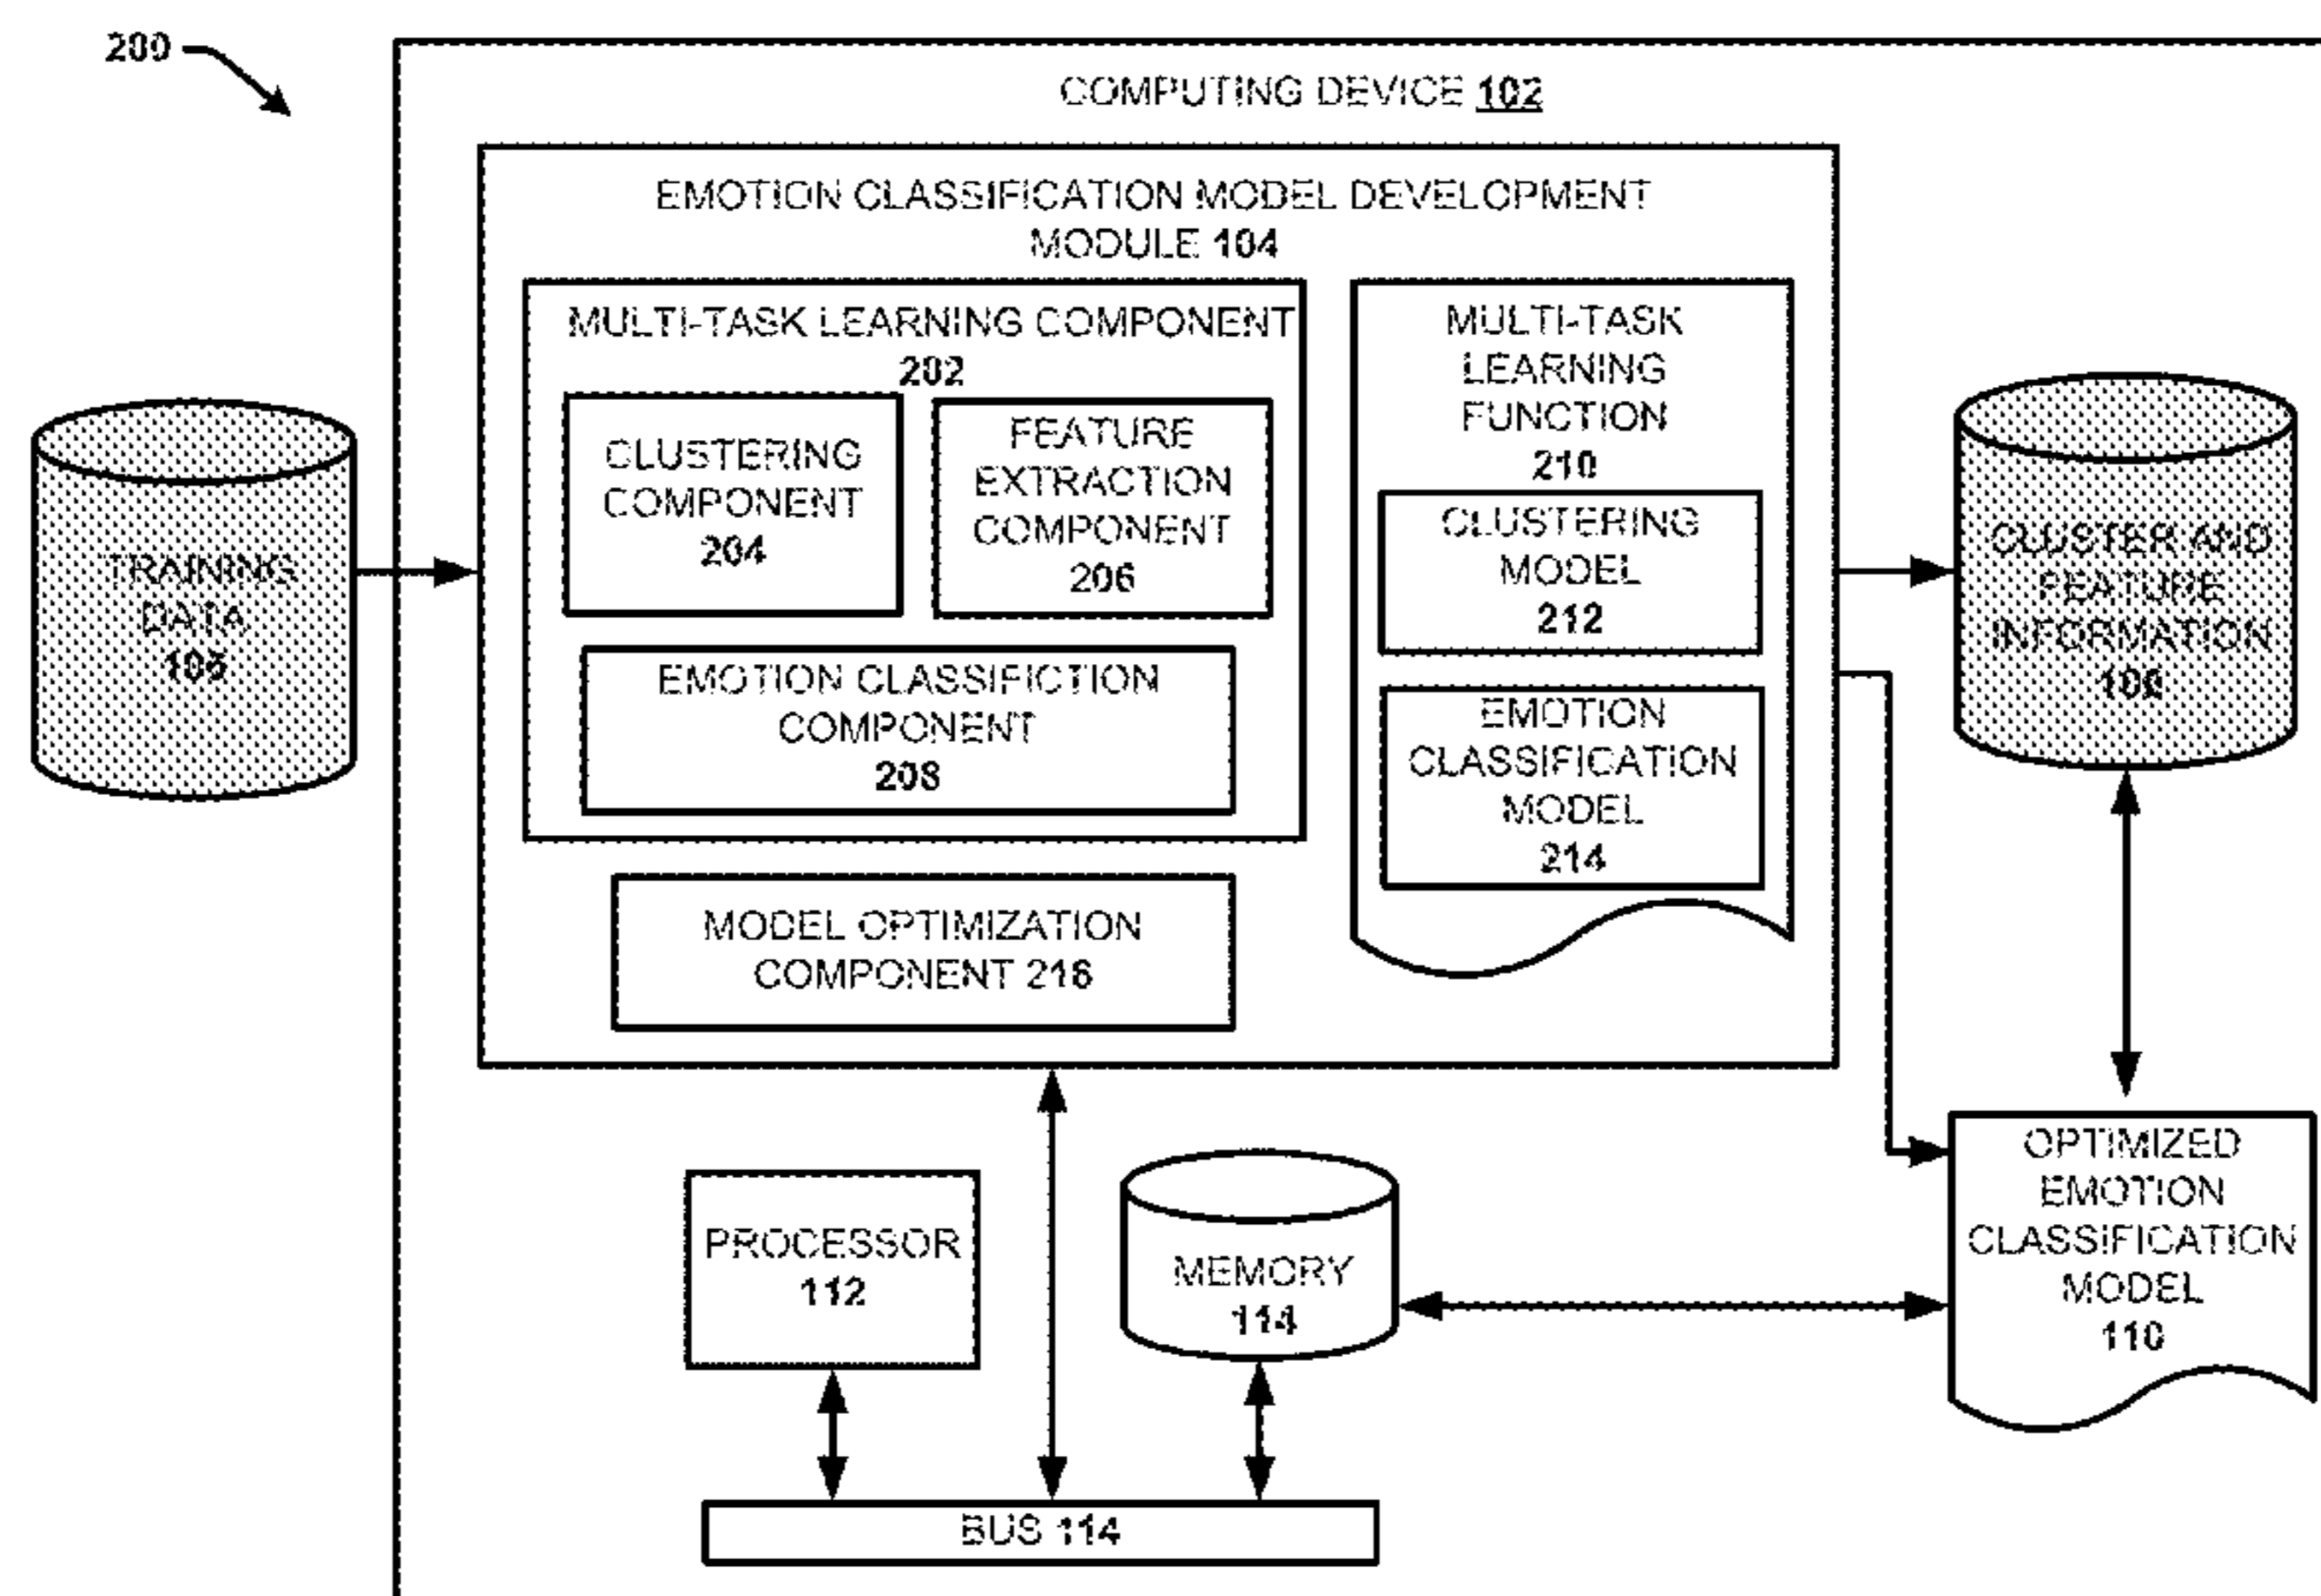 200
COMPUTING DEVICE 102
EMOTION CLASSIFICATION MODEL DEVELOPMENT
MODULE 104
MULTI-TASK LEARNING COMPONENT
202
CLUSTERING
COMPONENT
204
FEATURE
EXTRACTION
COMPONENT
206
EMOTION CLASSIFICTION
COMPONENT
208
MODEL OPTIMIZATION
COMPONENT 216
MULTI-TASK
LEARNING
FUNCTION
210
CLUSTERING
MODEL
212
EMOTION
CLASSIFICATION
MODEL
214
TRAINING
DATA
CLUSTER AND
FEATURE
INFORMATION
PROCESSOR
112
MEMORY
114
BUS 114
OPTIMIZED
EMOTION
CLASSIFICATION
MODEL
110